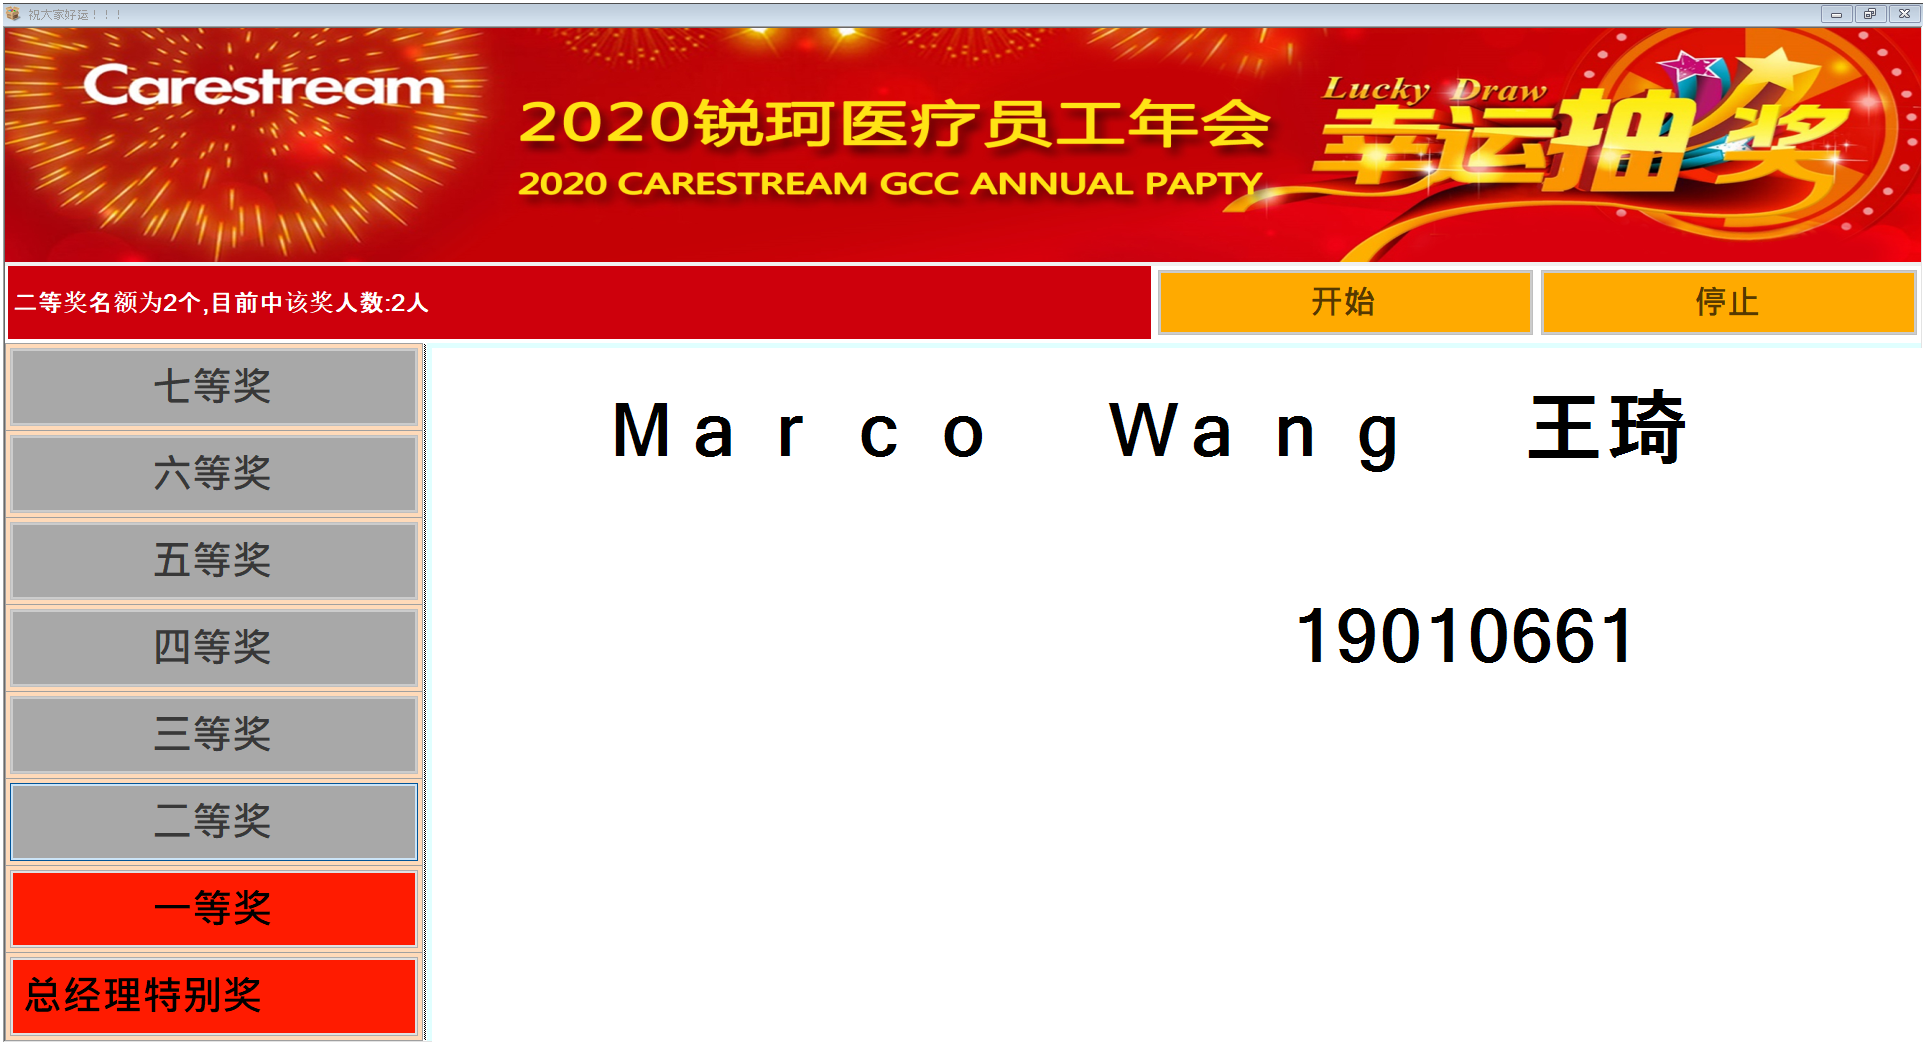 祝大家好运！！！
Carestream
2020锐珂医疗员工年会
2020 CARESTREAM GCC ANNUAL PAPTY
Lucky Draw
幸运抽奖
二等奖名额为2个,目前中该奖人数:2人
开始
停止
七等奖
六等奖
五等奖
四等奖
三等奖
二等奖
一等奖
总经理特别奖
Marco Wang 王琦
19010661